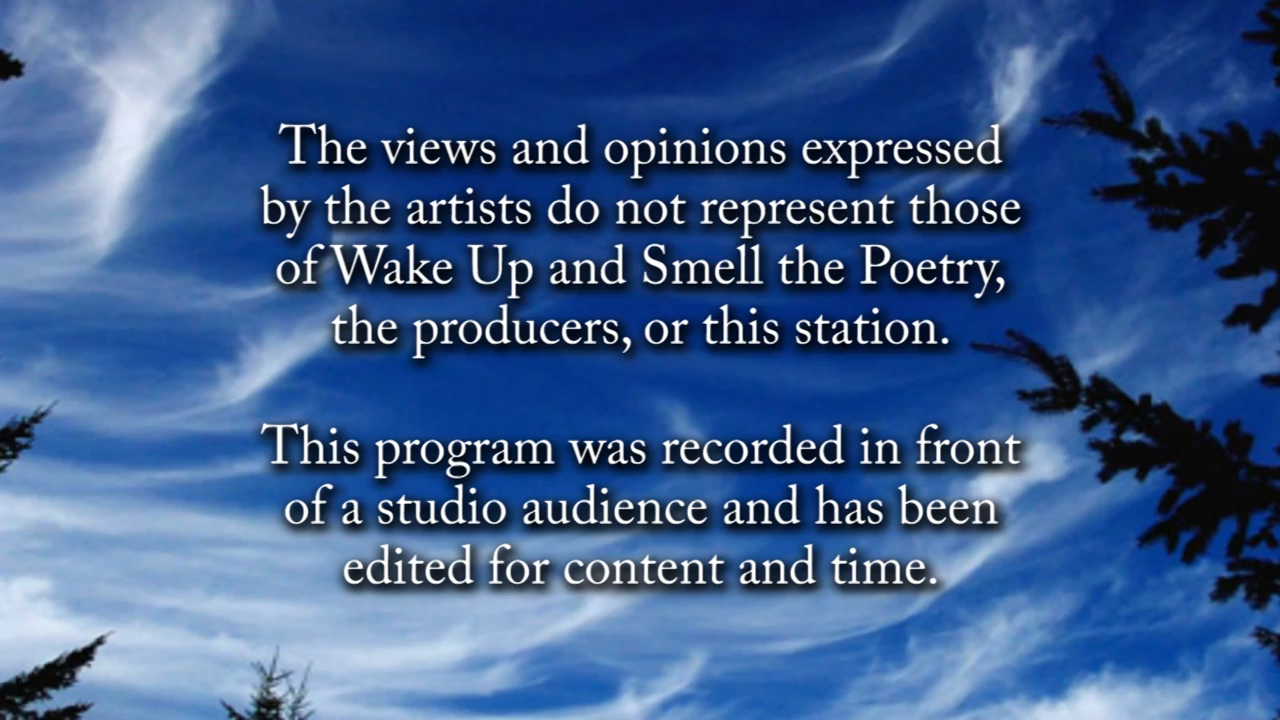 The views and opinions expressed
by the artists do not represent those
of Wake Up and Smell the Poetry,
the producers, or this station.
This program was recorded in front
of a studio audience and has been
edited for content and time.